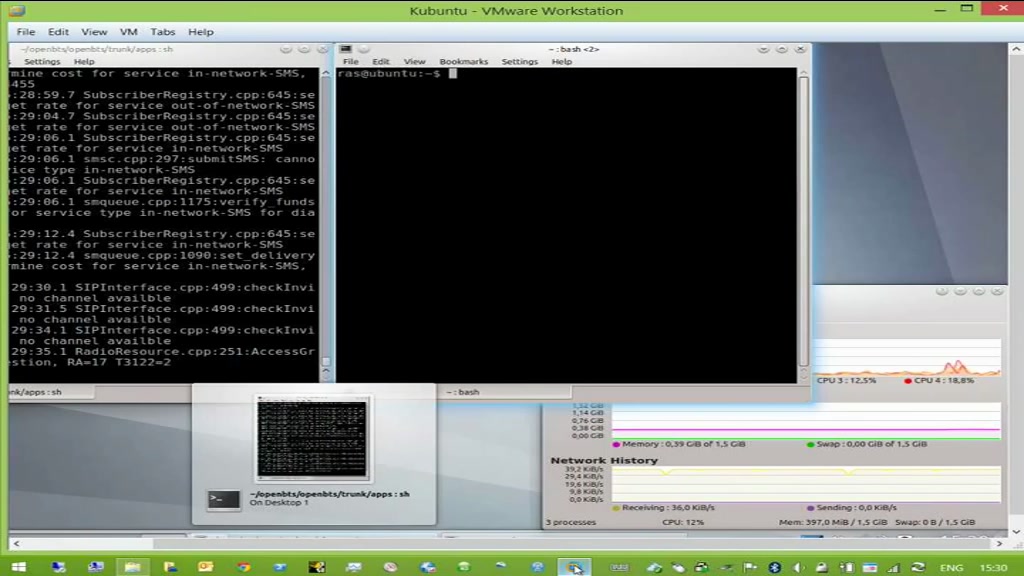 Kubuntu - VMware Workstation
File Edit View VM Tabs Help
~/openbts/openbts/trunk/apps : sh
Settings Help
rmine cost for service in-network-SMS,
455
:28:59.7 SubscriberRegistry.cpp:645:se
get rate for service out-of-network-SMS
:29:04.7 SubscriberRegistry.cpp:645:se
get rate for service out-of-network-SMS
:29:06.1 SubscriberRegistry.cpp:645:se
get rate for service in-network-SMS
:29:06.1 smsc.cpp:297:submitSMS: canno
ice type in-network-SMS
:29:06.1 SubscriberRegistry.cpp:645:se
get rate for service in-network-SMS
:29:06.1 smqueue.cpp:1175:verify_funds
or service type in-network-SMS for dia
:29:12.4 SubscriberRegistry.cpp:645:se
get rate for service in-network-SMS
:29:12.4 smqueue.cpp:1090:set_delivery
rmine cost for service in-network-SMS,
29:30.1 SIPInterface.cpp:499:checkInvi
no channel availble
29:31.5 SIPInterface.cpp:499:checkInvi
no channel availble
29:34.1 SIPInterface.cpp:499:checkInvi
no channel availble
29:35.1 RadioResource.cpp:251:AccessGr
estion, RA=17 T3122=2
nk/apps : sh
~ : bash <2>
File Edit View Bookmarks Settings Help
ras@ubuntu:~$
~ : bash
~/openbts/openbts/trunk/apps : sh
On Desktop 1
CPU 3 : 12,5% CPU 4 : 18,8%
1,52 GiB
1,14 GiB
0,76 GiB
0,38 GiB
0,00 GiB
Memory : 0,39 GiB of 1,5 GiB Swap: 0,00 GiB of 1,5 GiB
Network History
39,2 KiB/s
29,4 KiB/s
19,6 KiB/s
9,8 KiB/s
0,0 KiB/s
Receiving : 36,0 KiB/s Sending : 0,0 KiB/s
3 processes CPU: 12% Mem: 397,0 MiB / 1,5 GiB Swap: 0 B / 1,5 GiB
ENG 15:30